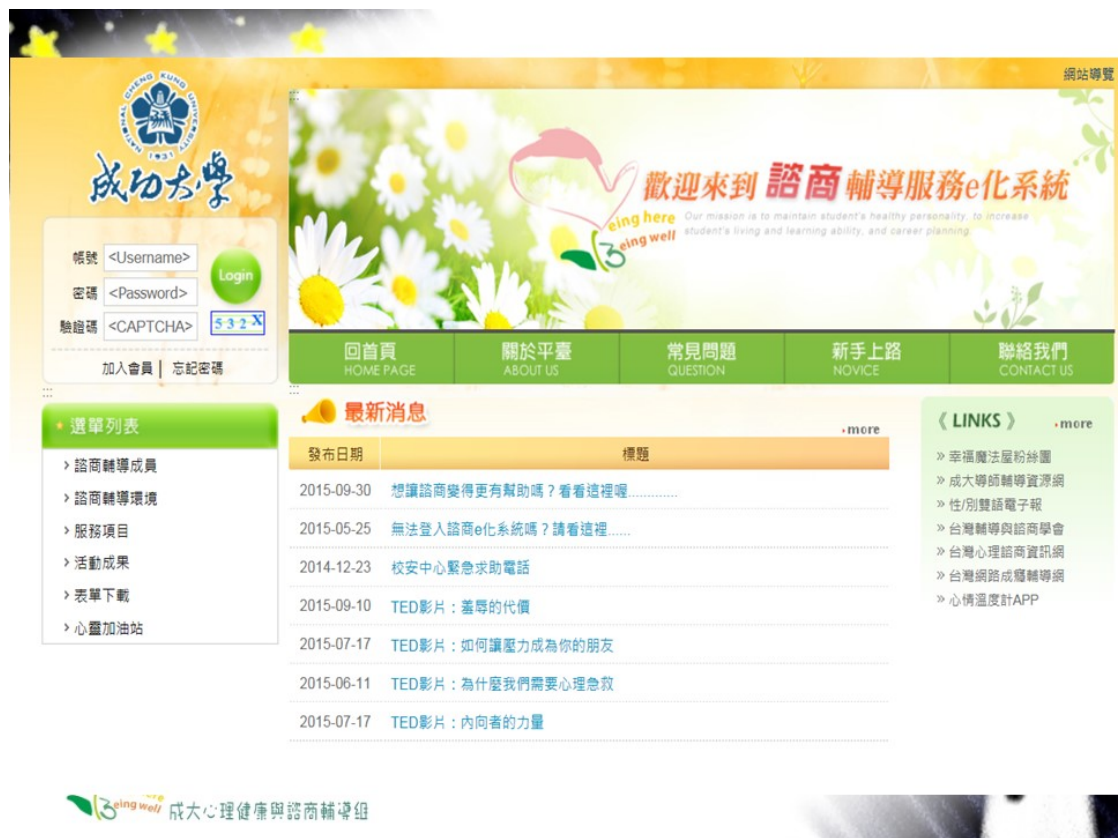 網站導覽
NATIONAL CHENG KUNG UNIVERSITY
1931
成功大學
帳號 <Username>
密碼 <Password>
驗證碼 <CAPTCHA>
Login
5 3 2 X
加入會員 | 忘記密碼
歡迎來到 諮商 輔導服務e化系統
Being here
Being well
Our mission is to maintain student's healthy personality, to increase
student's living and learning ability, and career planning.
回首頁
HOME PAGE
關於平臺
ABOUT US
常見問題
QUESTION
新手上路
NOVICE
聯絡我們
CONTACT US
選單列表
諮商輔導成員
諮商輔導環境
服務項目
活動成果
表單下載
心靈加油站
最新消息
more
發布日期 標題
2015-09-30 想讓諮商變得更有幫助嗎？看看這裡喔............
2015-05-25 無法登入諮商e化系統嗎？請看這裡......
2014-12-23 校安中心緊急求助電話
2015-09-10 TED影片：羞辱的代價
2015-07-17 TED影片：如何讓壓力成為你的朋友
2015-06-11 TED影片：為什麼我們需要心理急救
2015-07-17 TED影片：內向者的力量
《 LINKS 》 more
» 幸福魔法屋粉絲團
» 成大導師輔導資源網
» 性/別雙語電子報
» 台灣輔導與諮商學會
» 台灣心理諮商資訊網
» 台灣網路成癮輔導網
» 心情溫度計APP
Being well 成大心理健康與諮商輔導組